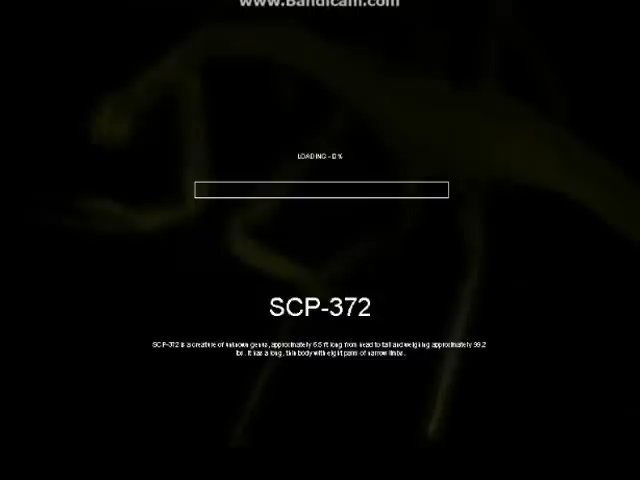 www.Bandicam.com
LOADING - 0 %
SCP-372
SCP-372 is a creature of unknown genus, approximately 6.5 ft long from head to tail and weighing approximately 99.2
lbs. It has a long, thin body with eight pairs of narrow limbs.